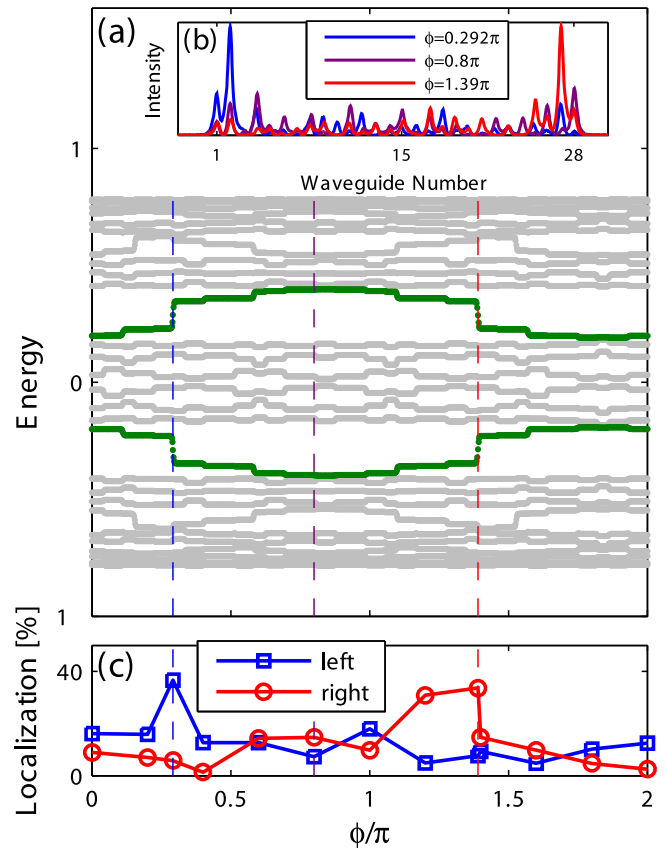 (a)
(b)
Intensity
φ=0.292π
φ=0.8π
φ=1.39π
1 15 28
Waveguide Number
Energy
1
0
1
(c)
Localization [%]
40
0
left
right
0 0.5 1 1.5 2
φ/π